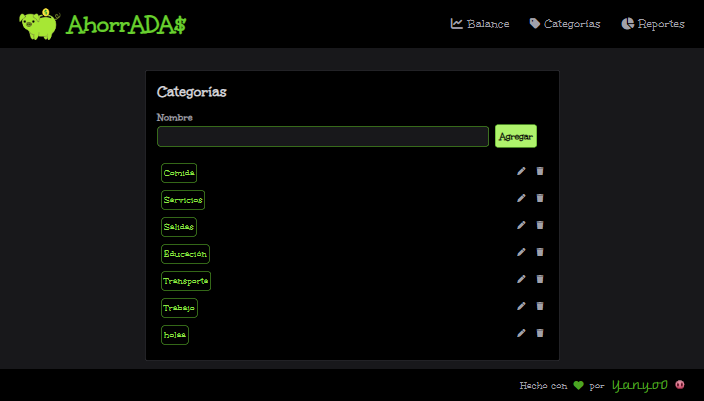 AhorrADA$ Balance Categorías Reportes
Categorías
Nombre
Agregar
Comida
Servicios
Salidas
Educación
Transporte
Trabajo
holaa
Hecho con por Yanyoo